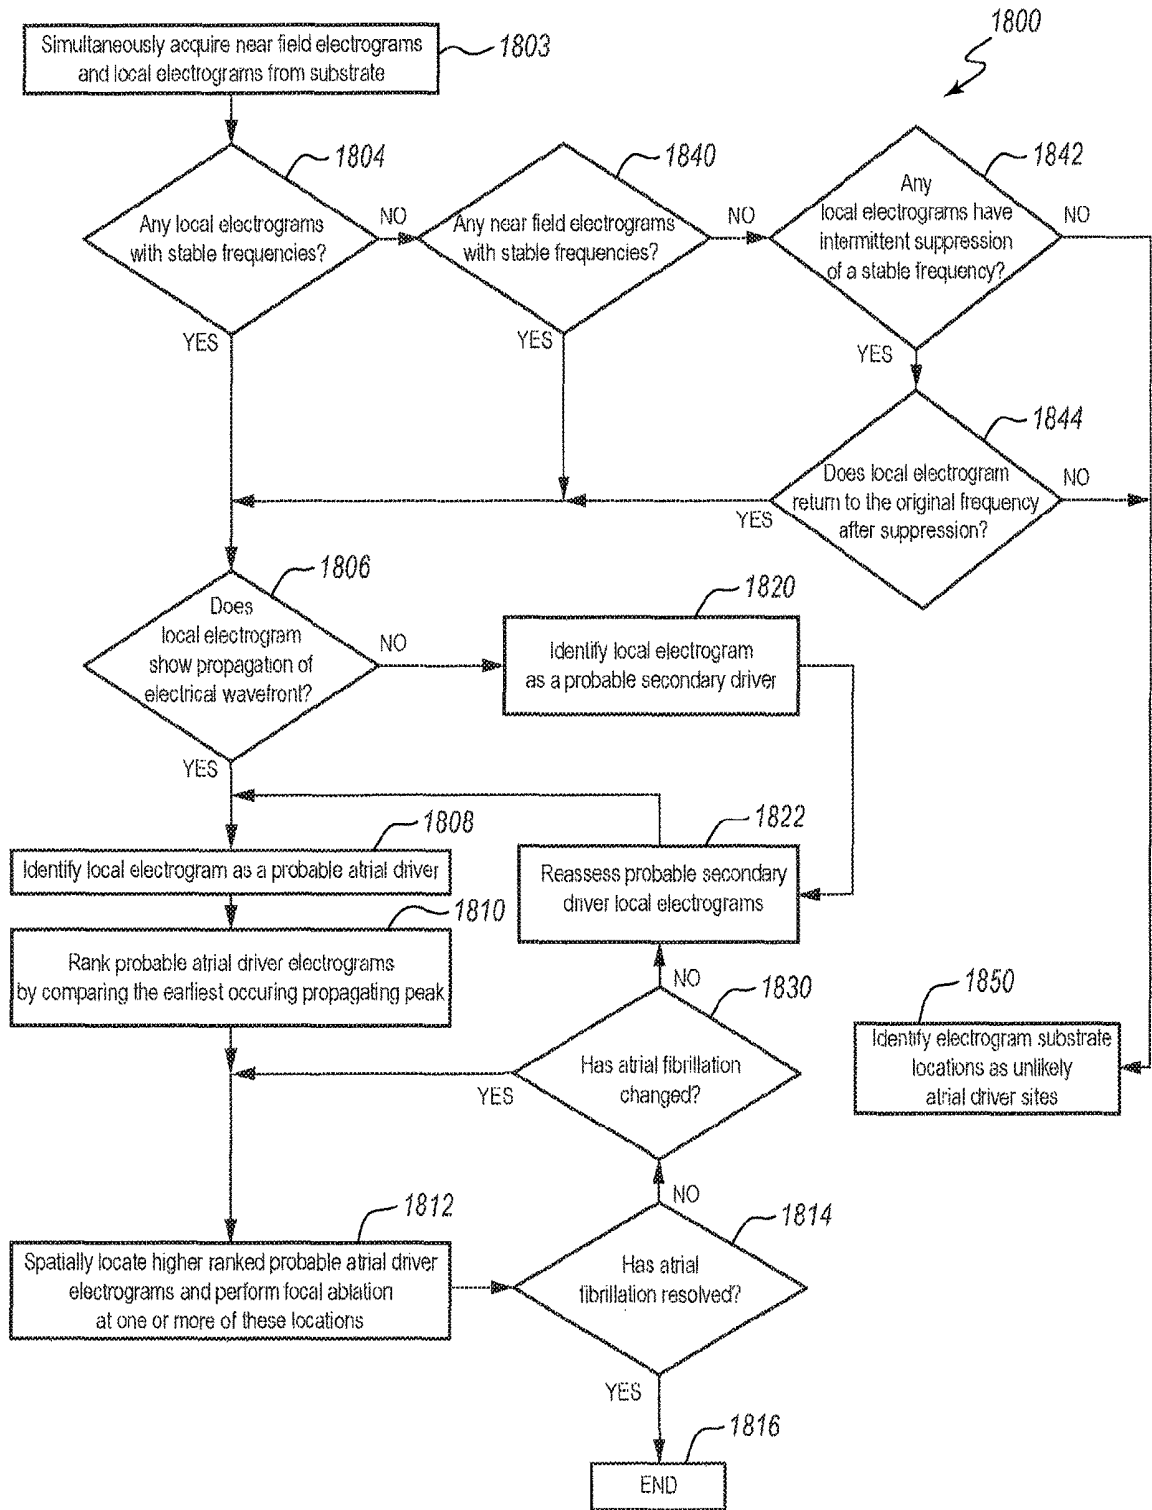 1800
Simultaneously acquire near field electrograms
and local electrograms from substrate
1803
1804
Any local electrograms
with stable frequencies?
NO
YES
1840
Any near field electrograms
with stable frequencies?
NO
YES
1842
Any
local electrograms have
intermittent suppression
of a stable frequency?
NO
YES
1844
Does local electrogram
return to the original frequency
after suppression?
NO
YES
1806
Does
local electrogram
show propagation of
electrical wavefront?
NO
YES
1820
Identify local electrogram
as a probable secondary driver
1808
Identify local electrogram as a probable atrial driver
1822
Reassess probable secondary
driver local electrograms
1810
Rank probable atrial driver electrograms
by comparing the earliest occuring propagating peak
NO
1830
Has atrial fibrillation
changed?
YES
1850
Identify electrogram substrate
locations as unlikely
atrial driver sites
1812
Spatially locate higher ranked probable atrial driver
electrograms and perform focal ablation
at one or more of these locations
NO
1814
Has atrial
fibrillation resolved?
YES
1816
END